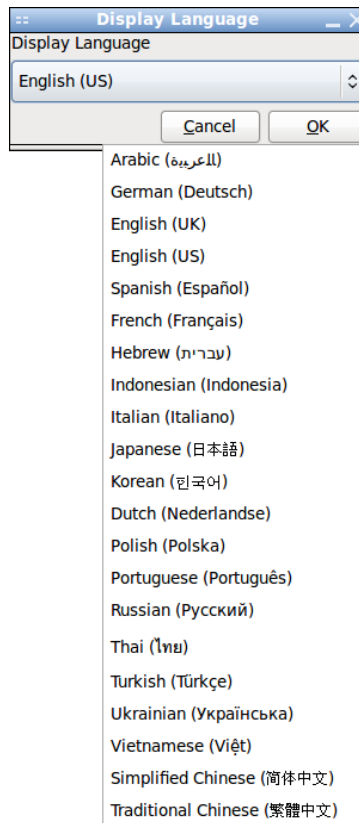 Display Language
Display Language
English (US)
Cancel
OK
Arabic (اللعربية)
German (Deutsch)
English (UK)
English (US)
Spanish (Español)
French (Français)
Hebrew (עברית)
Indonesian (Indonesia)
Italian (Italiano)
Japanese (日本語)
Korean (한국어)
Dutch (Nederlandse)
Polish (Polska)
Portuguese (Português)
Russian (Русский)
Thai (ไทย)
Turkish (Türkçe)
Ukrainian (Українська)
Vietnamese (Việt)
Simplified Chinese (简体中文)
Traditional Chinese (繁體中文)